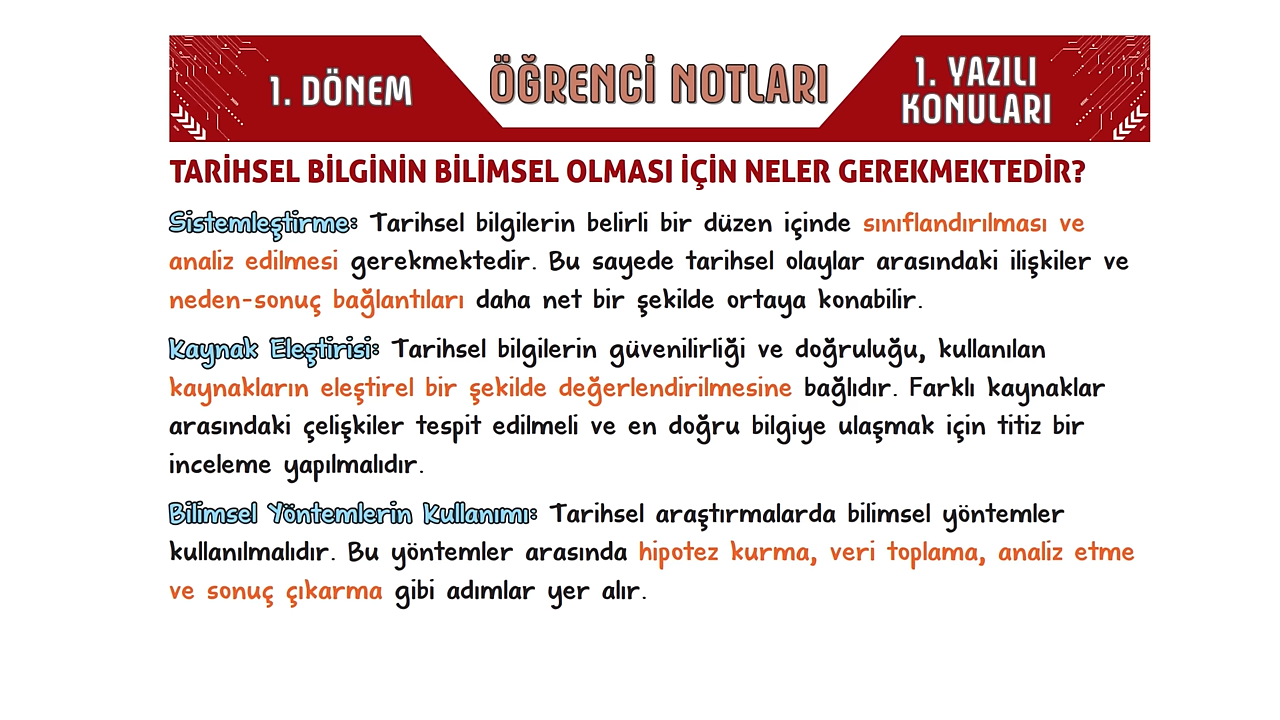 1. DÖNEM
ÖĞRENCİ NOTLARI
1. YAZILI
KONULARI
TARİHSEL BİLGİNİN BİLİMSEL OLMASI İÇİN NELER GEREKMEKTEDİR?
Sistemleştirme: Tarihsel bilgilerin belirli bir düzen içinde sınıflandırılması ve
analiz edilmesi gerekmektedir. Bu sayede tarihsel olaylar arasındaki ilişkiler ve
neden-sonuç bağlantıları daha net bir şekilde ortaya konabilir.
Kaynak Eleştirisi: Tarihsel bilgilerin güvenilirliği ve doğruluğu, kullanılan
kaynakların eleştirel bir şekilde değerlendirilmesine bağlıdır. Farklı kaynaklar
arasındaki çelişkiler tespit edilmeli ve en doğru bilgiye ulaşmak için titiz bir
inceleme yapılmalıdır.
Bilimsel Yöntemlerin Kullanımı: Tarihsel araştırmalarda bilimsel yöntemler
kullanılmalıdır. Bu yöntemler arasında hipotez kurma, veri toplama, analiz etme
ve sonuç çıkarma gibi adımlar yer alır.